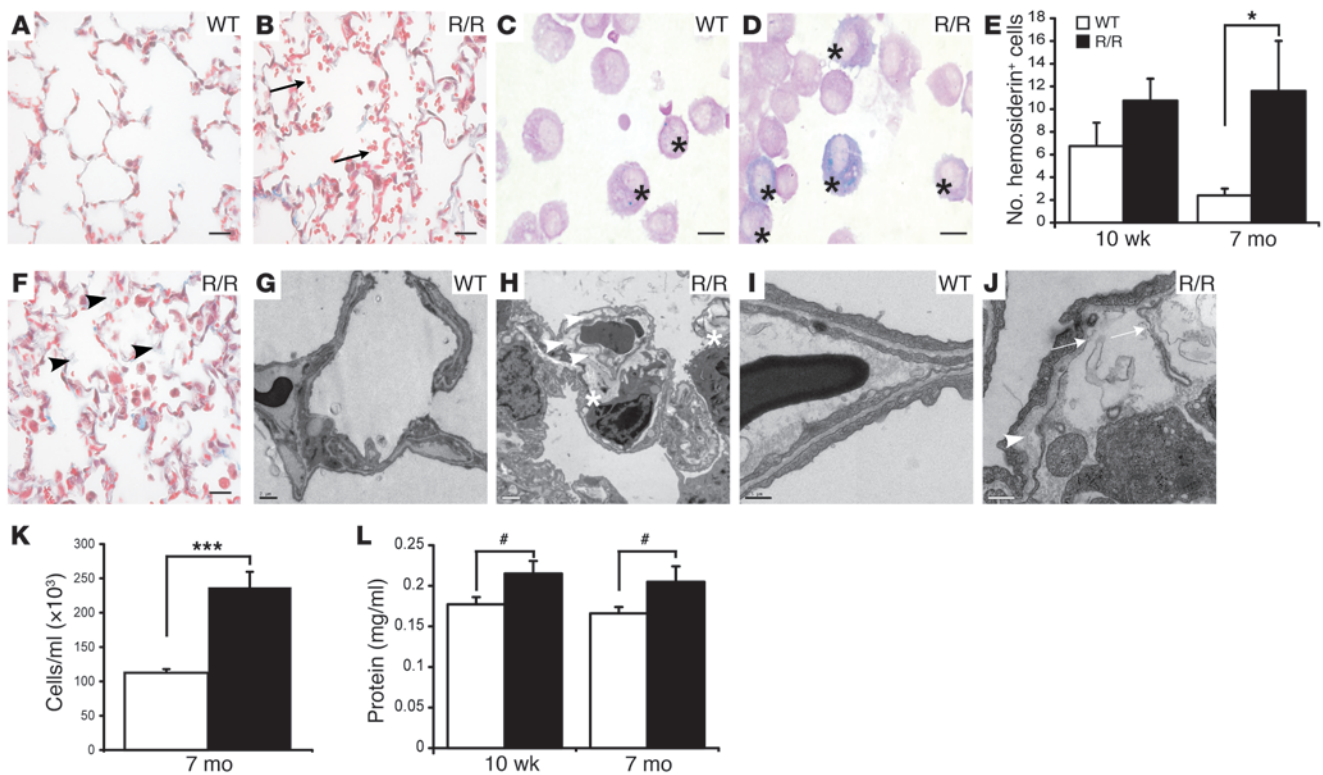 A WT
B R/R
C WT
D R/R
E
No. hemosiderin⁺ cells
18
16
14
12
10
8
6
4
2
0
WT
R/R
*
10 wk 7 mo
F R/R
G WT
H R/R
I WT
J R/R
K
Cells/ml (×10³)
300
250
200
150
100
50
0
***
7 mo
L
Protein (mg/ml)
0.25
0.2
0.15
0.1
0.05
0
# #
10 wk 7 mo